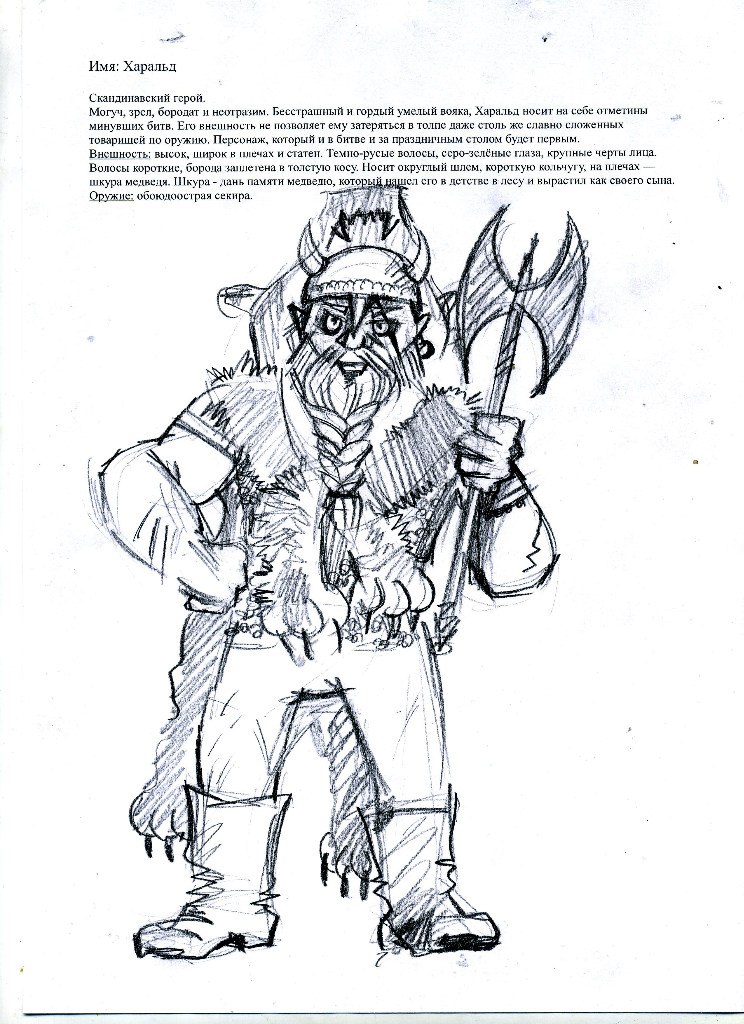 Имя: Харальд
Скандинавский герой.
Могуч, зрел, бородат и неотразим. Бесстрашный и гордый умелый вояка, Харальд носит на себе отметины
минувших битв. Его внешность не позволяет ему затеряться в толпе даже столь же славно сложенных
товарищей по оружию. Персонаж, который и в битве и за праздничным столом будет первым.
Внешность: высок, широк в плечах и статен. Темно-русые волосы, серо-зелёные глаза, крупные черты лица.
Волосы короткие, борода заплетена в толстую косу. Носит округлый шлем, короткую кольчугу, на плечах —
шкура медведя. Шкура - дань памяти медведю, который нашел его в детстве в лесу и вырастил как своего сына.
Оружие: обоюдоострая секира.